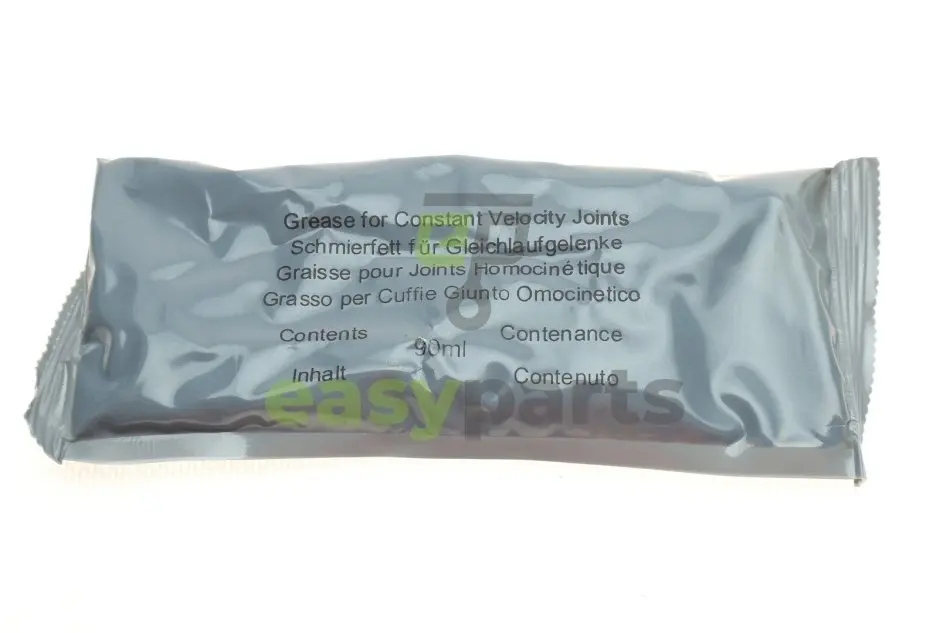 Grease for Constant Velocity Joints
Schmierfett für Gleichlaufgelenke
Graisse pour Joints Homocinétique
Grasso per Cuffie Giunto Omocinetico
Contents Contenance
90ml
Inhalt Contenuto
easyparts